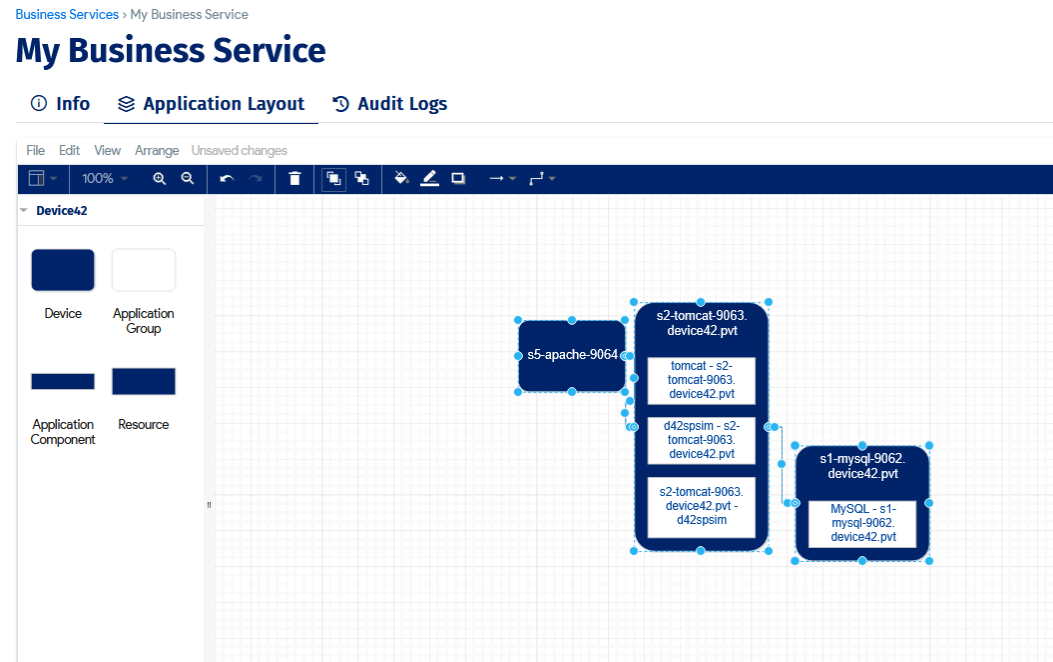 Business Services › My Business Service
My Business Service
Info Application Layout Audit Logs
File Edit View Arrange Unsaved changes
100%
Device42
Device
Application
Group
Application
Component
Resource
s5-apache-9064
s2-tomcat-9063.
device42.pvt
tomcat - s2-
tomcat-9063.
device42.pvt
d42spsim - s2-
tomcat-9063.
device42.pvt
s2-tomcat-9063.
device42.pvt -
d42spsim
s1-mysql-9062.
device42.pvt
MySQL - s1-
mysql-9062.
device42.pvt